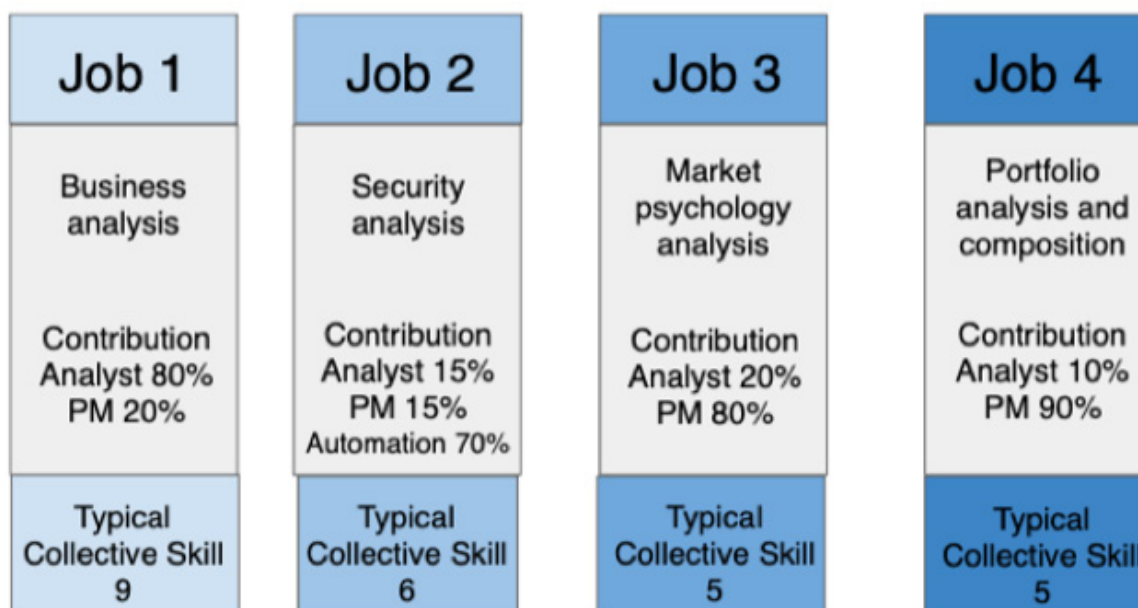 Job 1
Business
analysis
Contribution
Analyst 80%
PM 20%
Typical
Collective Skill
9
Job 2
Security
analysis
Contribution
Analyst 15%
PM 15%
Automation 70%
Typical
Collective Skill
6
Job 3
Market
psychology
analysis
Contribution
Analyst 20%
PM 80%
Typical
Collective Skill
5
Job 4
Portfolio
analysis and
composition
Contribution
Analyst 10%
PM 90%
Typical
Collective Skill
5